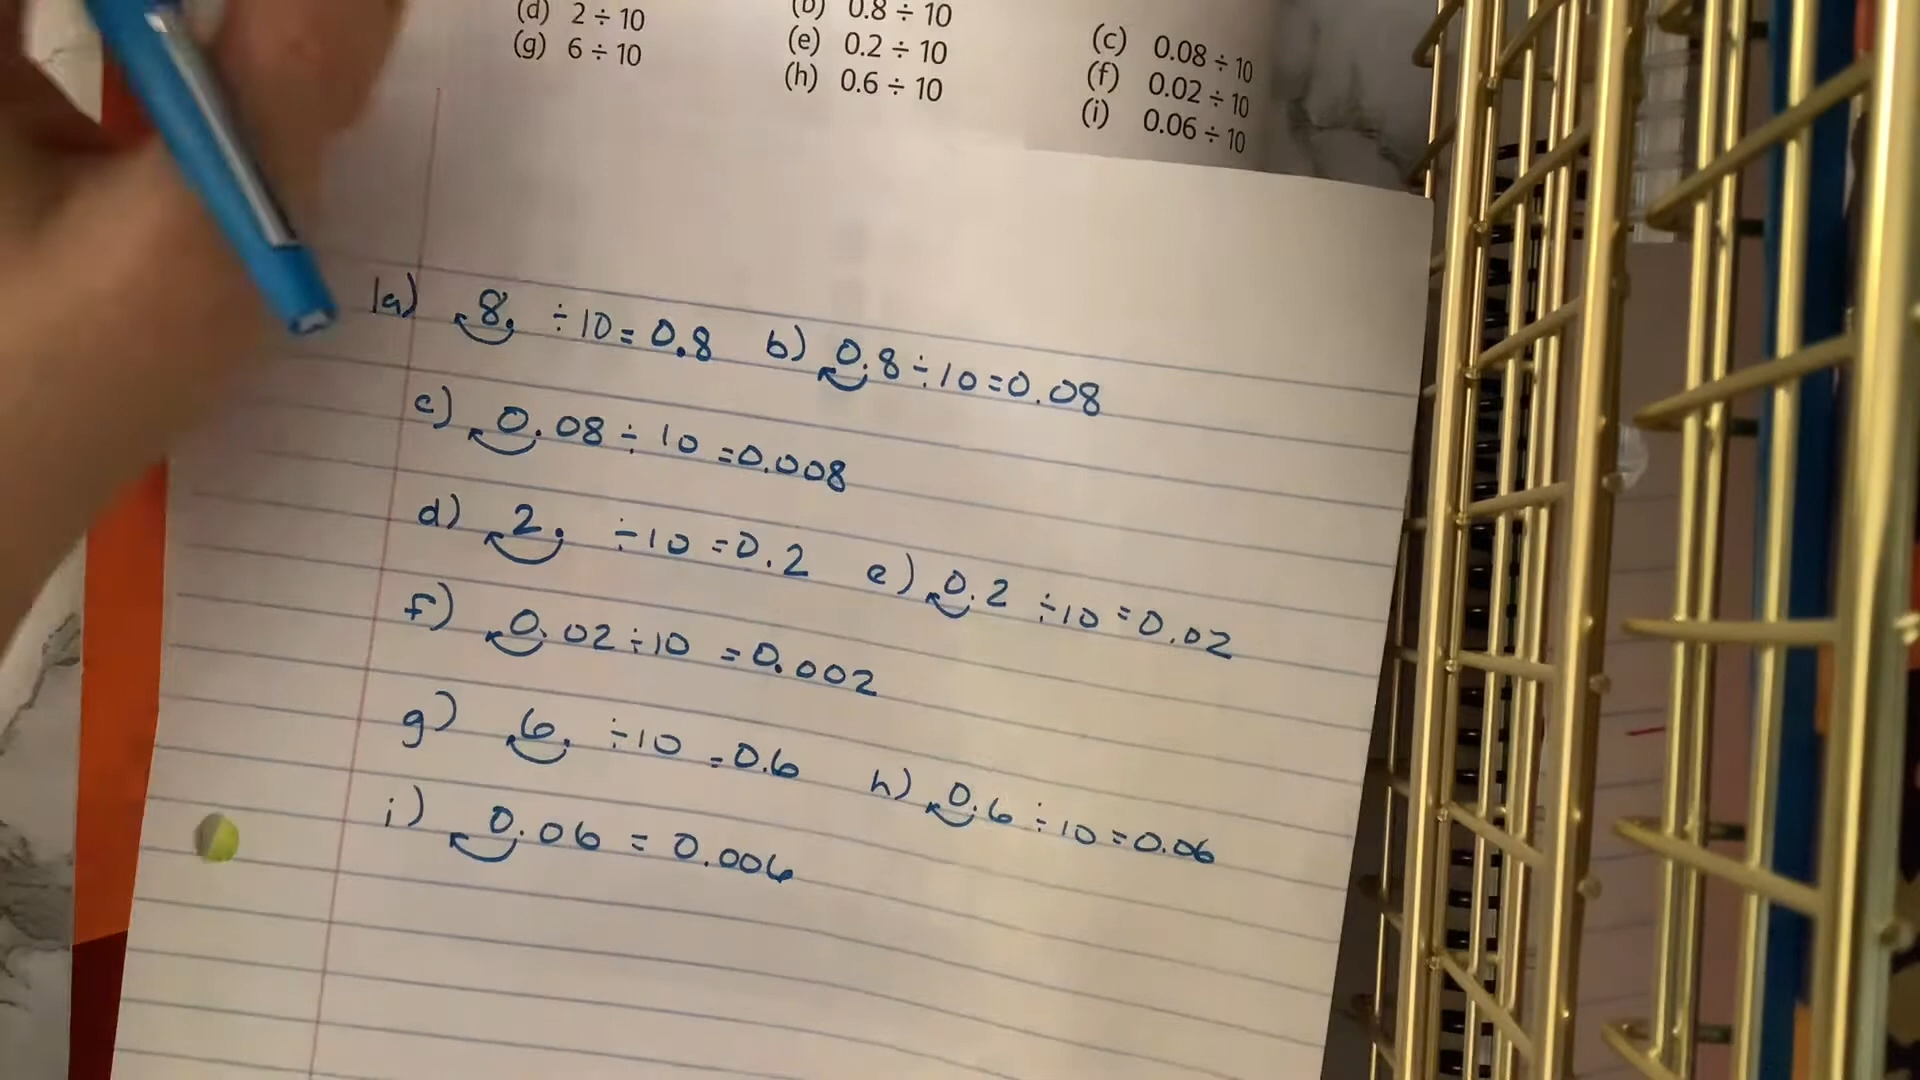 (d) 2 ÷ 10 (b) 0.8 ÷ 10 (c) 0.08 ÷ 10
(g) 6 ÷ 10 (e) 0.2 ÷ 10 (f) 0.02 ÷ 10
(h) 0.6 ÷ 10 (i) 0.06 ÷ 10
1a) 8. ÷10 = 0.8 b) 0.8 ÷ 10 = 0.08
c) 0.08 ÷ 10 = 0.008
d) 2. ÷10 = 0.2 e) 0.2 ÷10 = 0.02
f) 0.02 ÷ 10 = 0.002
g) 6. ÷10 = 0.6 h) 0.6 ÷ 10 = 0.06
i) 0.06 = 0.006